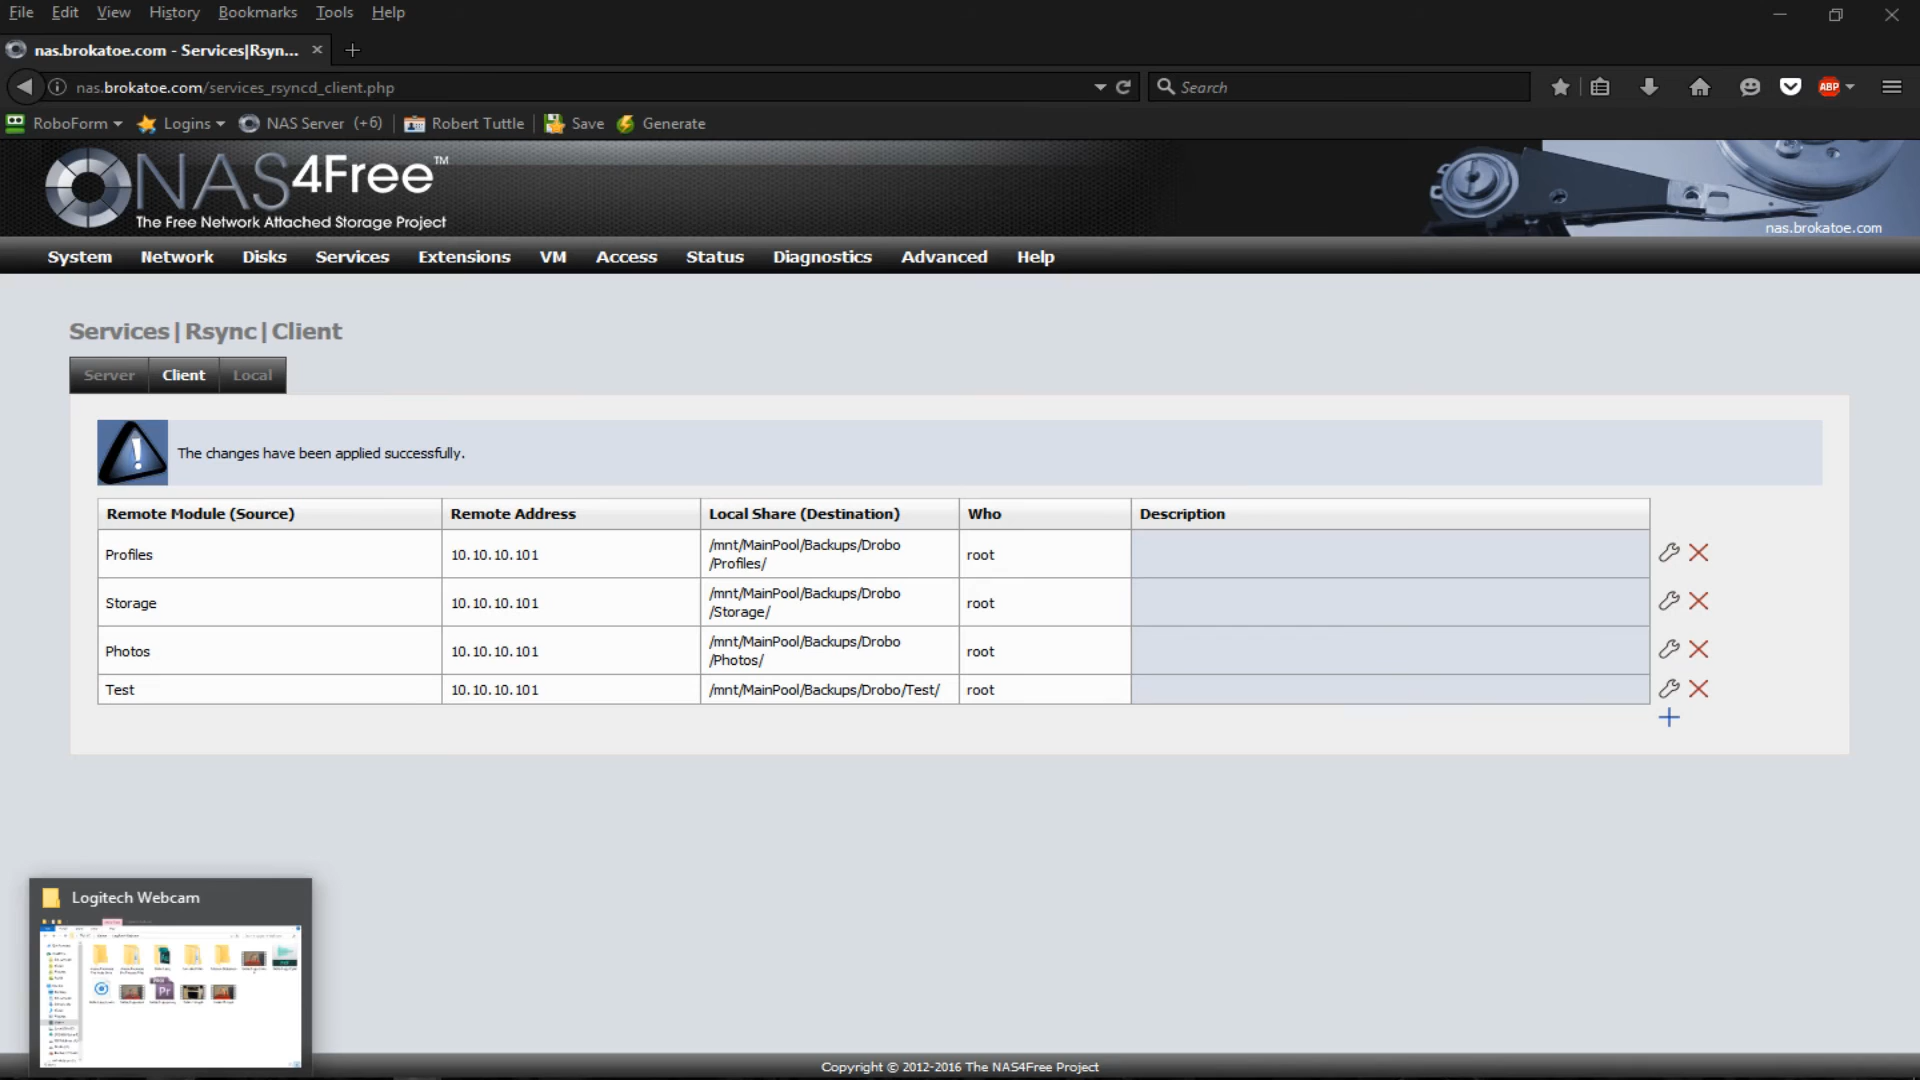 File Edit View History Bookmarks Tools Help
nas.brokatoe.com - Services|Rsyn...
nas.brokatoe.com/services_rsyncd_client.php
Search
ABP
RoboForm Logins NAS Server (+6) Robert Tuttle Save Generate
NAS4Free™
The Free Network Attached Storage Project
nas.brokatoe.com
System Network Disks Services Extensions VM Access Status Diagnostics Advanced Help
Services|Rsync|Client
Server Client Local
The changes have been applied successfully.
Remote Module (Source) Remote Address Local Share (Destination) Who Description
Profiles 10.10.10.101 /mnt/MainPool/Backups/Drobo
/Profiles/ root
Storage 10.10.10.101 /mnt/MainPool/Backups/Drobo
/Storage/ root
Photos 10.10.10.101 /mnt/MainPool/Backups/Drobo
/Photos/ root
Test 10.10.10.101 /mnt/MainPool/Backups/Drobo/Test/ root
Logitech Webcam
Pr
Copyright © 2012-2016 The NAS4Free Project